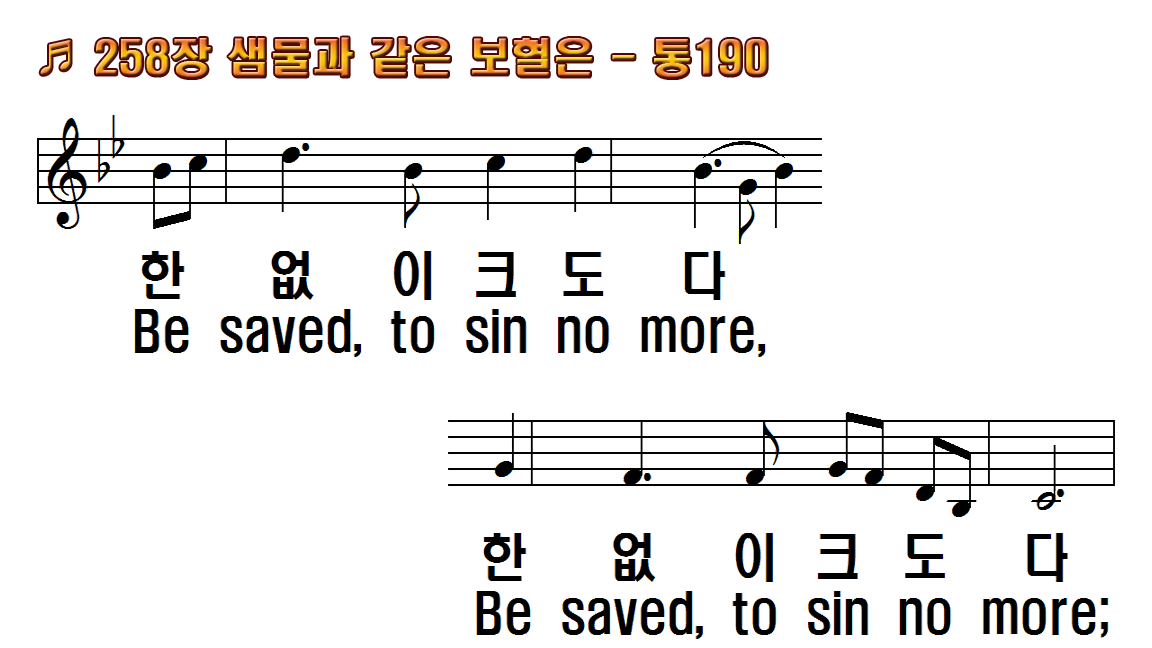 ♬ 258장 샘물과 같은 보혈은 - 통190
한 없 이 크 도 다
Be saved, to sin no more,
한 없 이 크 도 다
Be saved, to sin no more;